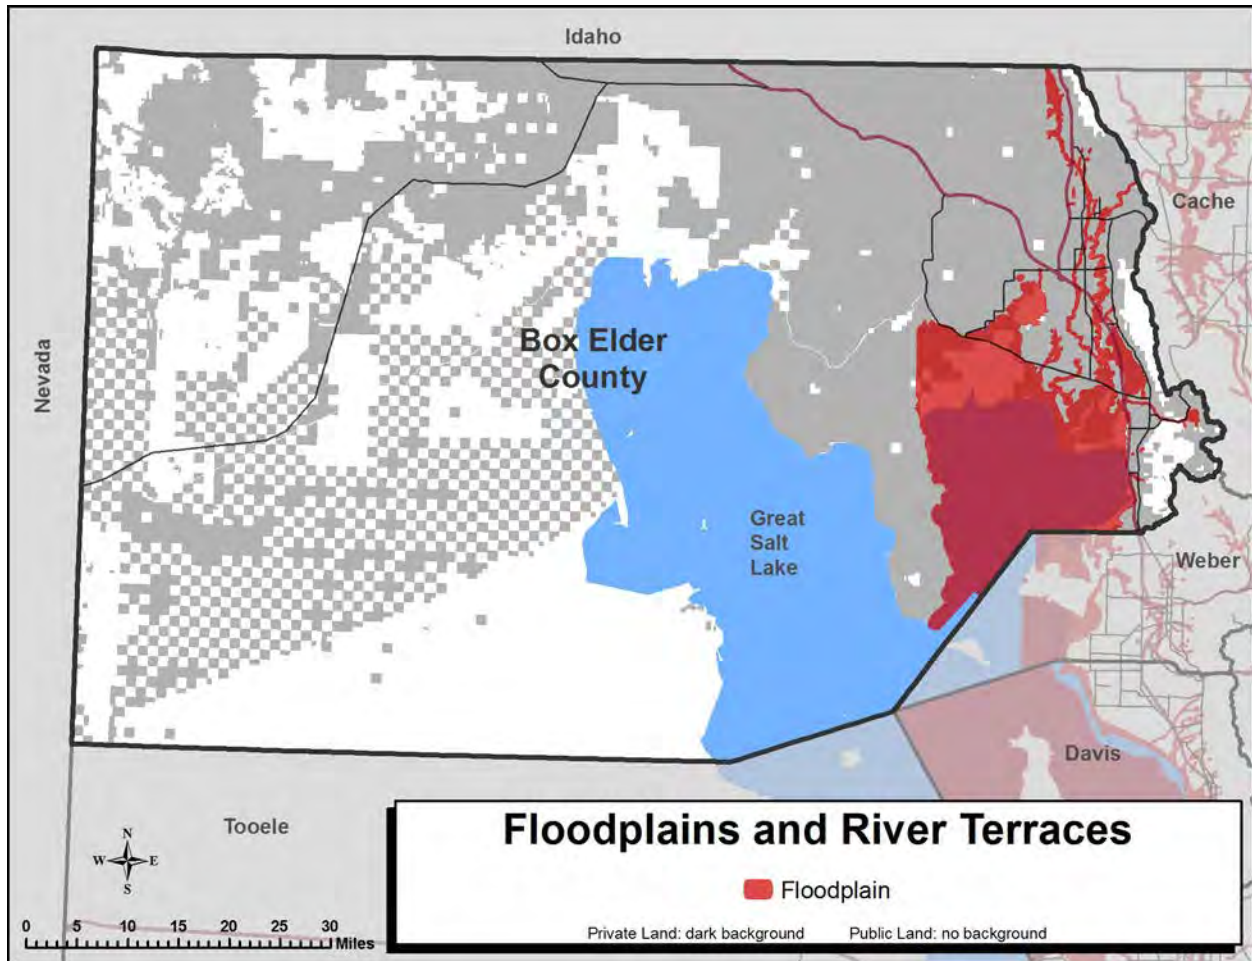 Idaho
Cache
Nevada
Box Elder
County
Great
Salt
Lake
Weber
Davis
Tooele
Floodplains and River Terraces
Floodplain
Private Land: dark background Public Land: no background
N
W E
S
0 5 10 15 20 25 30
Miles